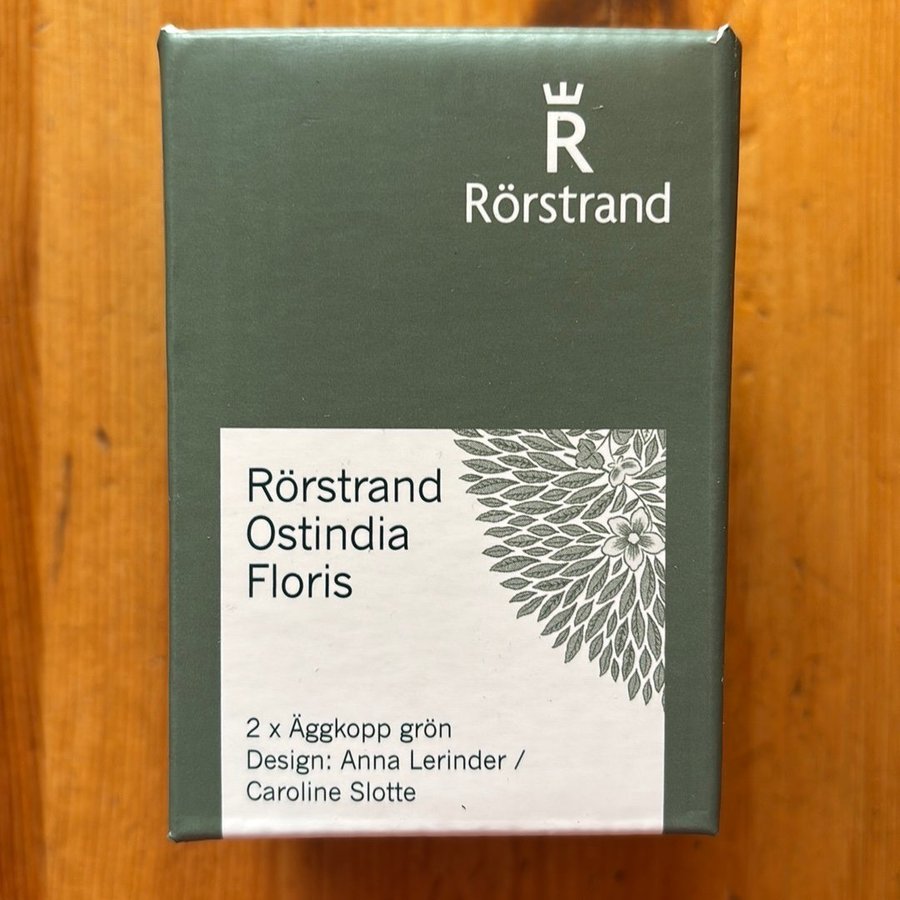 R
Rörstrand
Rörstrand
Ostindia
Floris
2 x Äggkopp grön
Design: Anna Lerinder /
Caroline Slotte